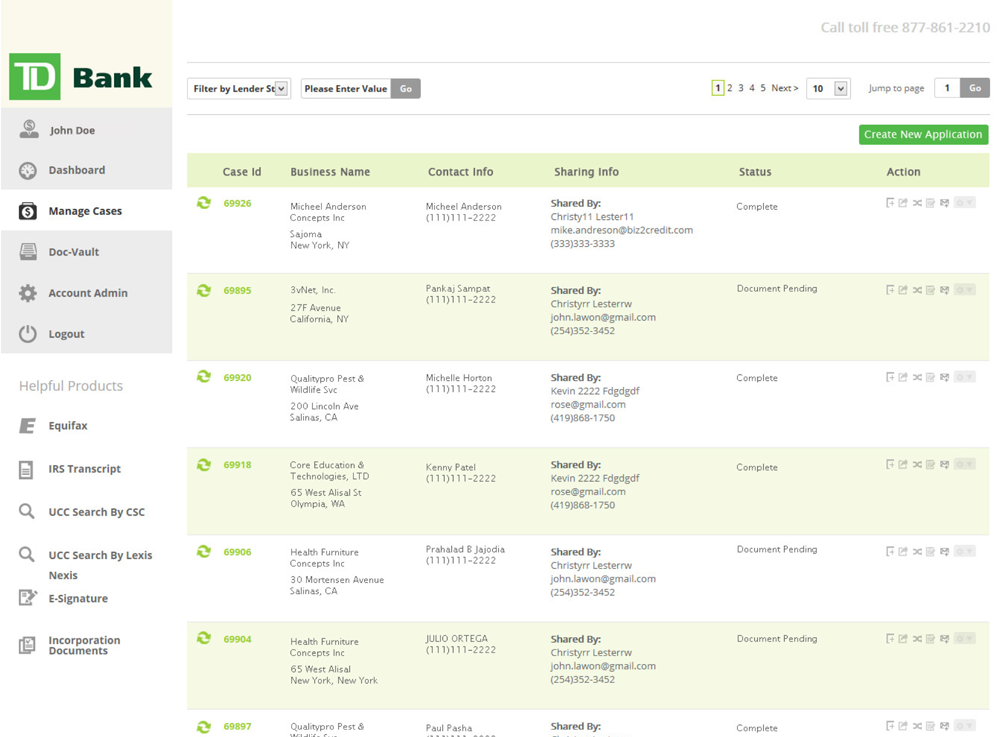 Call toll free 877-861-2210
TD Bank
John Doe
Dashboard
Manage Cases
Doc-Vault
Account Admin
Logout
Helpful Products
Equifax
IRS Transcript
UCC Search By CSC
UCC Search By Lexis
Nexis
E-Signature
Incorporation
Documents
Filter by Lender St Please Enter Value Go 1 2 3 4 5 Next > 10 Jump to page 1 Go
Create New Application
Case Id Business Name Contact Info Sharing Info Status Action
69926
Micheel Anderson
Concepts Inc
Sajoma
New York, NY
Micheel Anderson
(111)111-2222
Shared By:
Christy11 Lester11
mike.andreson@biz2credit.com
(333)333-3333
Complete
69895
3vNet, Inc.
27F Avenue
California, NY
Pankaj Sampat
(111)111-2222
Shared By:
Christyrr Lesterrw
john.lawon@gmail.com
(254)352-3452
Document Pending
69920
Qualitypro Pest &
Wildlife Svc
200 Lincoln Ave
Salinas, CA
Michelle Horton
(111)111-2222
Shared By:
Kevin 2222 Fdgdgdf
rose@gmail.com
(419)868-1750
Complete
69918
Core Education &
Technologies, LTD
65 West Alisal St
Olympia, WA
Kenny Patel
(111)111-2222
Shared By:
Kevin 2222 Fdgdgdf
rose@gmail.com
(419)868-1750
Complete
69906
Health Furniture
Concepts Inc
30 Mortensen Avenue
Salinas, CA
Prahalad B Jajodia
(111)111-2222
Shared By:
Christyrr Lesterrw
john.lawon@gmail.com
(254)352-3452
Document Pending
69904
Health Furniture
Concepts Inc
65 West Alisal
New York, New York
JULIO ORTEGA
(111)111-2222
Shared By:
Christyrr Lesterrw
john.lawon@gmail.com
(254)352-3452
Document Pending
69897
Qualitypro Pest &
Paul Pasha
Shared By:
Complete